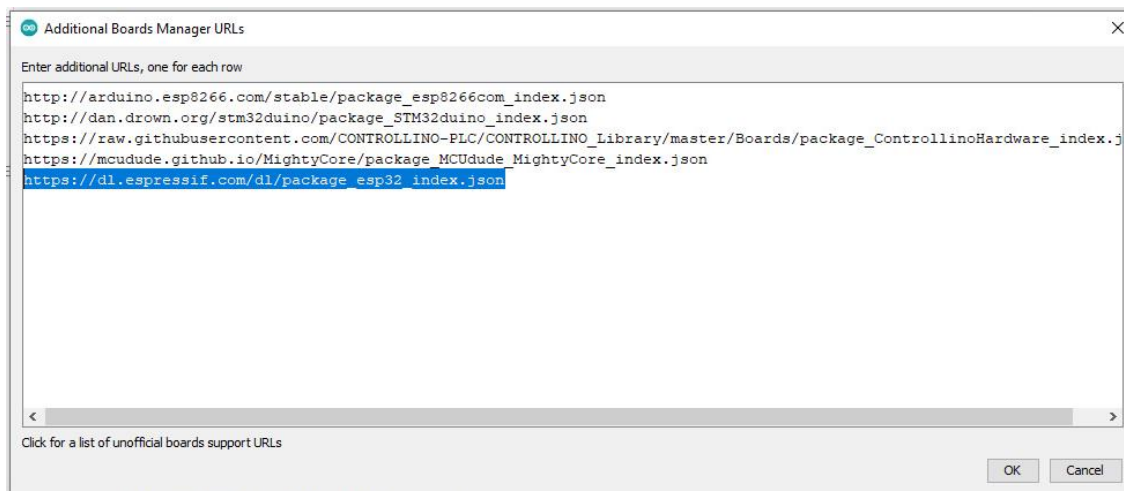 Additional Boards Manager URLs
Enter additional URLs, one for each row
http://arduino.esp8266.com/stable/package_esp8266com_index.json
http://dan.drown.org/stm32duino/package_STM32duino_index.json
https://raw.githubusercontent.com/CONTROLLINO-PLC/CONTROLLINO_Library/master/Boards/package_ControllinoHardware_index.j
https://mcudude.github.io/MightyCore/package_MCUdude_MightyCore_index.json
https://dl.espressif.com/dl/package_esp32_index.json
Click for a list of unofficial boards support URLs
OK Cancel